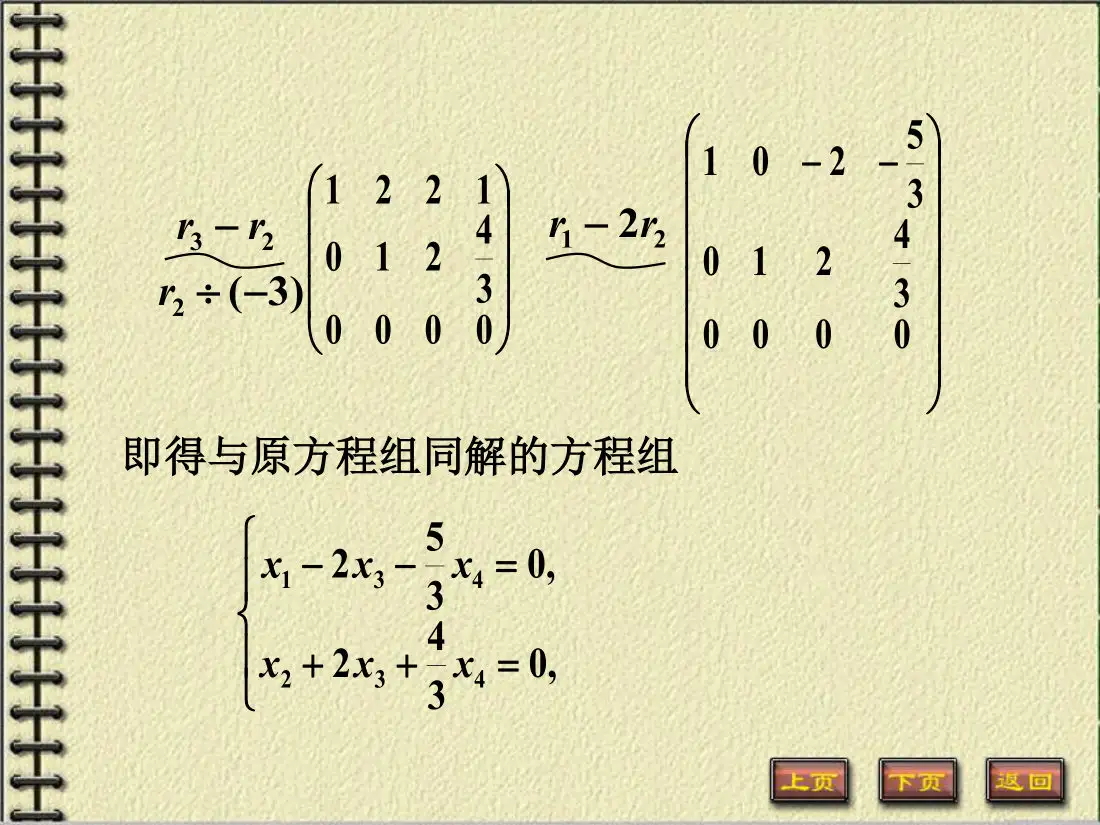 r₃ − r₂
r₂ ÷ (−3)
1 2 2 1
0 1 2 4/3
0 0 0 0
r₁ − 2r₂
1 0 −2 −5/3
0 1 2 4/3
0 0 0 0
即得与原方程组同解的方程组
x₁ − 2x₃ − 5/3 x₄ = 0,
x₂ + 2x₃ + 4/3 x₄ = 0,
上页 下页 返回